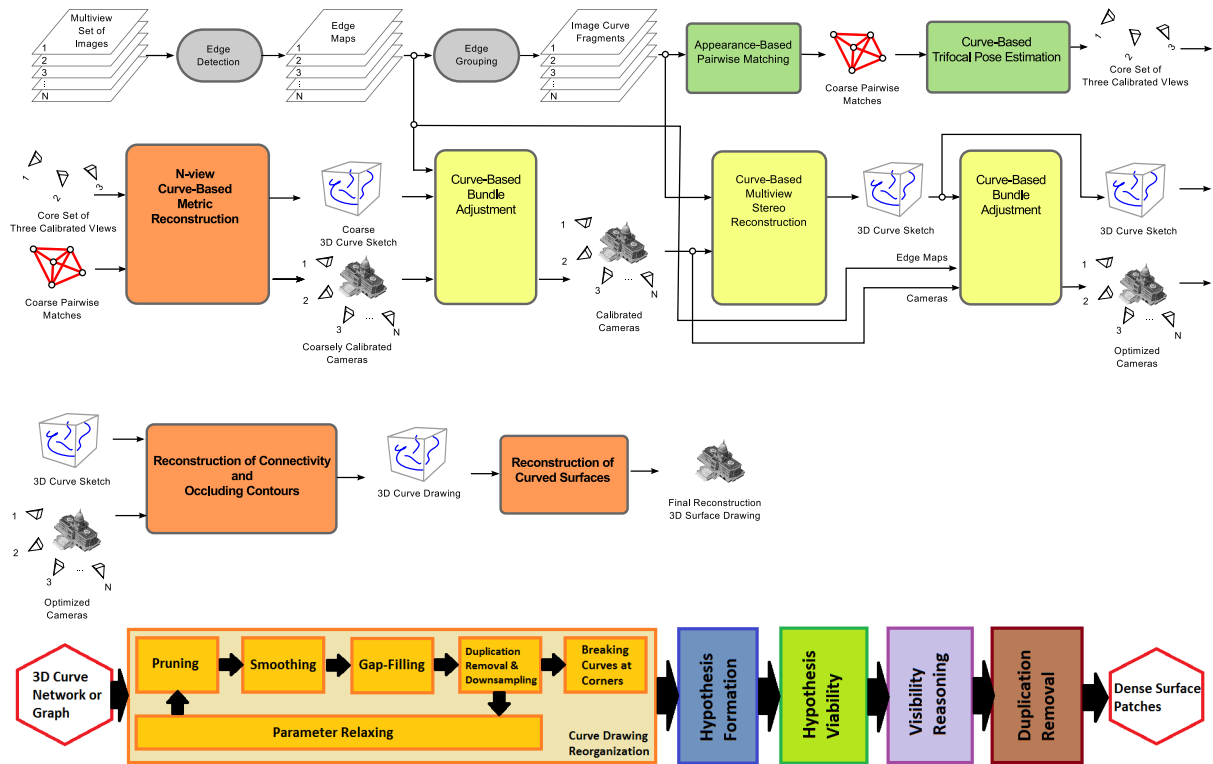 Multiview
Set of
Images
1
2
3
:
N
Edge
Detection
Edge
Maps
1
2
3
:
N
Edge
Grouping
Image Curve
Fragments
1
2
3
:
N
Appearance-Based
Pairwise Matching
Coarse Pairwise
Matches
Curve-Based
Trifocal Pose Estimation
1
2
3
Core Set of
Three Calibrated VIews
1
2
3
Core Set of
Three Calibrated VIews
Coarse Pairwise
Matches
N-view
Curve-Based
Metric
Reconstruction
Coarse
3D Curve Sketch
1
2
3
...
N
Coarsely Calibrated
Cameras
Curve-Based
Bundle
Adjustment
1
2
3
...
N
Calibrated
Cameras
Curve-Based
Multiview
Stereo
Reconstruction
3D Curve Sketch
Edge Maps
Cameras
Curve-Based
Bundle
Adjustment
3D Curve Sketch
1
2
3
...
N
Optimized
Cameras
3D Curve Sketch
1
2
3
...
N
Optimized
Cameras
Reconstruction of Connectivity
and
Occluding Contours
3D Curve Drawing
Reconstruction of
Curved Surfaces
Final Reconstruction
3D Surface Drawing
3D Curve
Network or
Graph
Pruning
Smoothing
Gap-Filling
Duplication
Removal &
Downsampling
Breaking
Curves at
Corners
Parameter Relaxing
Curve Drawing
Reorganization
Hypothesis
Formation
Hypothesis
Viability
Visibility
Reasoning
Duplication
Removal
Dense Surface
Patches